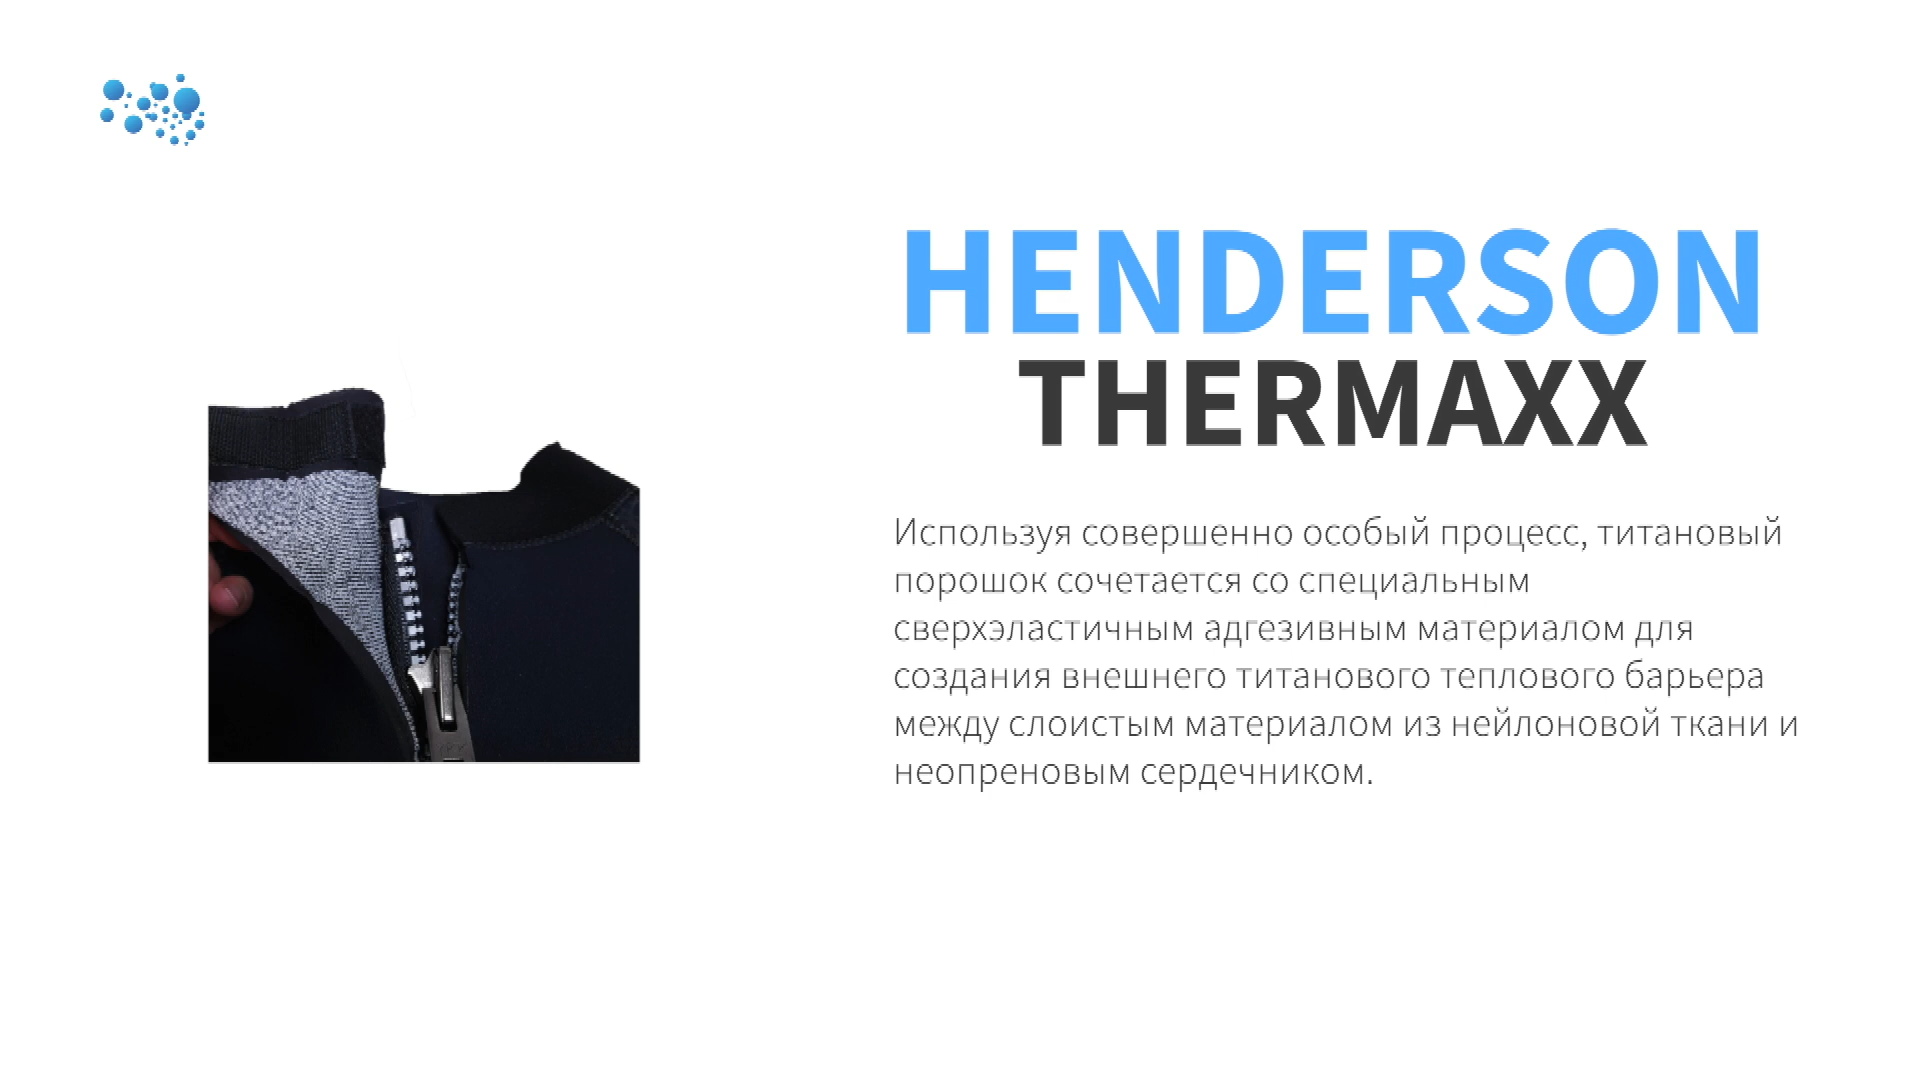 HENDERSON
THERMAXX
Используя совершенно особый процесс, титановый
порошок сочетается со специальным
сверхэластичным адгезивным материалом для
создания внешнего титанового теплового барьера
между слоистым материалом из нейлоновой ткани и
неопреновым сердечником.